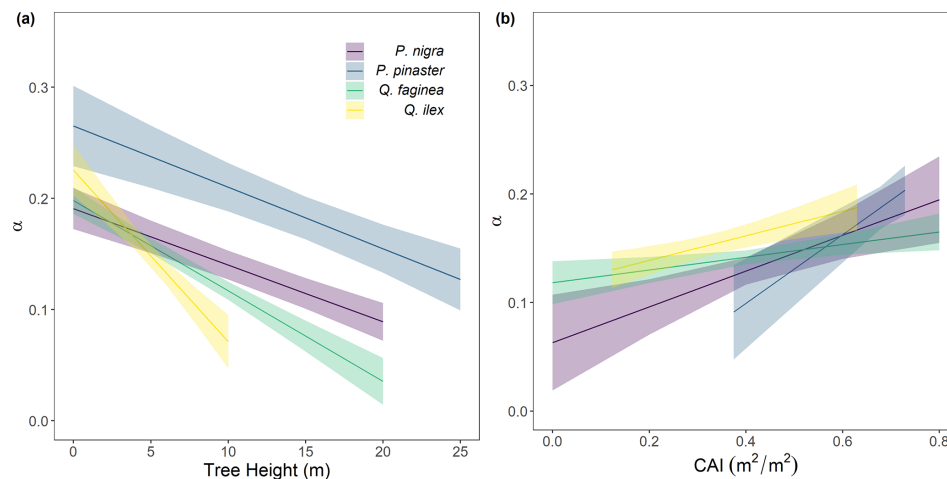 (a)
0.3
0.2
0.1
0.0
α
0 5 10 15 20 25
Tree Height (m)
P. nigra
P. pinaster
Q. faginea
Q. ilex
(b)
0.3
0.2
0.1
0.0
α
0.0 0.2 0.4 0.6 0.8
CAI (m²/m²)